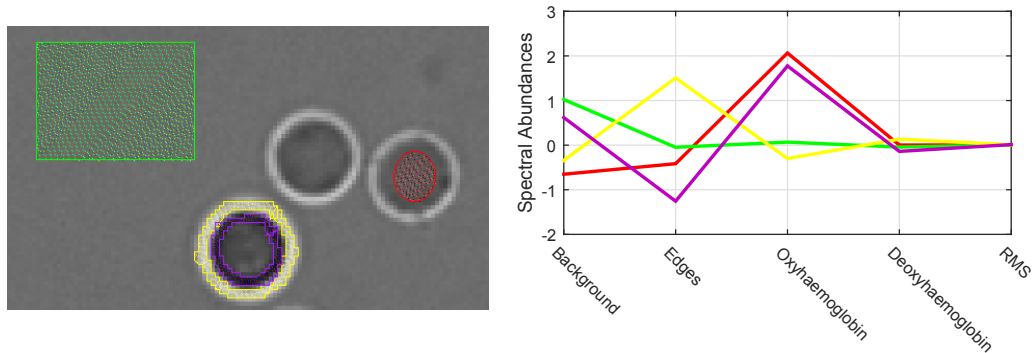 3
2
1
0
-1
-2
Spectral Abundances
Background
Edges
Oxyhaemoglobin
Deoxyhaemoglobin
RMS